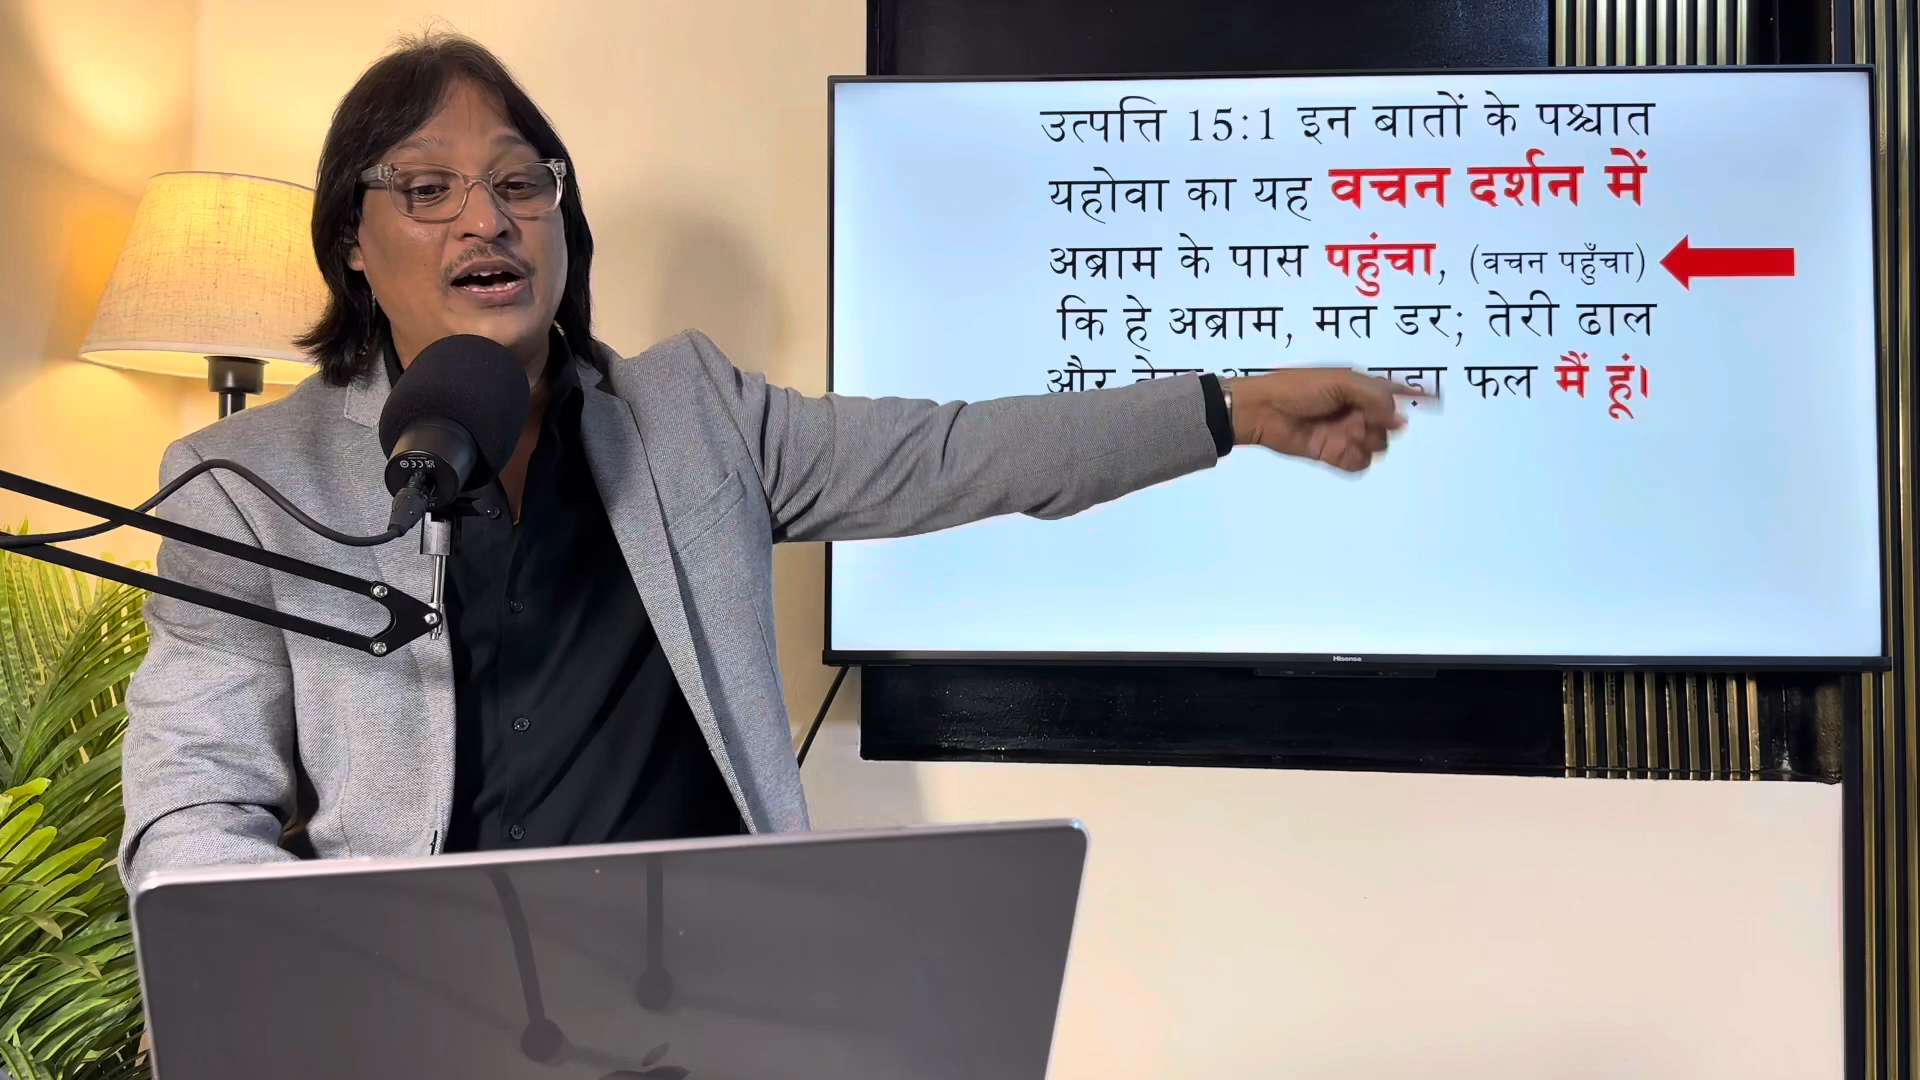 उत्पत्ति 15:1 इन बातों के पश्चात
यहोवा का यह वचन दर्शन में
अब्राम के पास पहुंचा, (वचन पहुँचा)
कि हे अब्राम, मत डर; तेरी ढाल
और फल मैं हूं।
Hisense